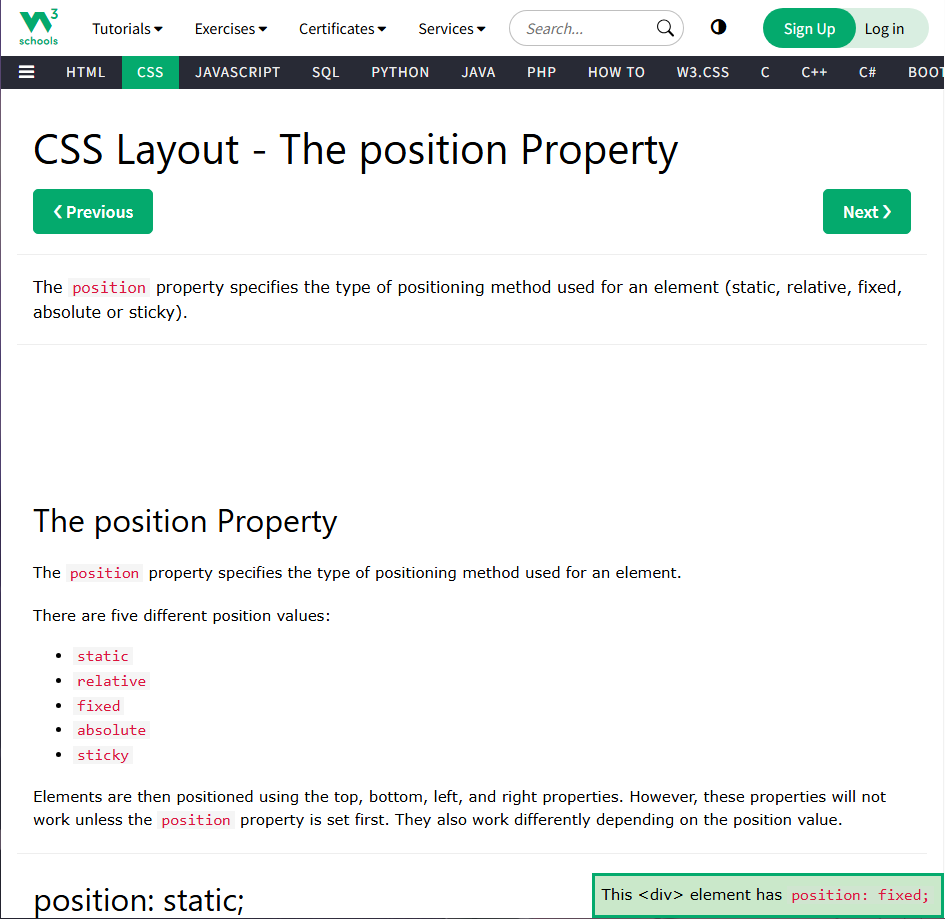 W3 schools
Tutorials Exercises Certificates Services Search... Sign Up Log in
HTML CSS JAVASCRIPT SQL PYTHON JAVA PHP HOW TO W3.CSS C C++ C# BOOT
CSS Layout - The position Property
❮ Previous Next ❯
The position property specifies the type of positioning method used for an element (static, relative, fixed,
absolute or sticky).
The position Property
The position property specifies the type of positioning method used for an element.
There are five different position values:
• static
• relative
• fixed
• absolute
• sticky
Elements are then positioned using the top, bottom, left, and right properties. However, these properties will not
work unless the position property is set first. They also work differently depending on the position value.
position: static;
This <div> element has position: fixed;